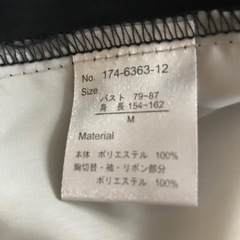 No. 174-6363-12
Size
バスト 79~87
身 長 154~162
M
Material
本体 ポリエステル 100%
胸切替・袖・リボン部分
ポリエステル 100%